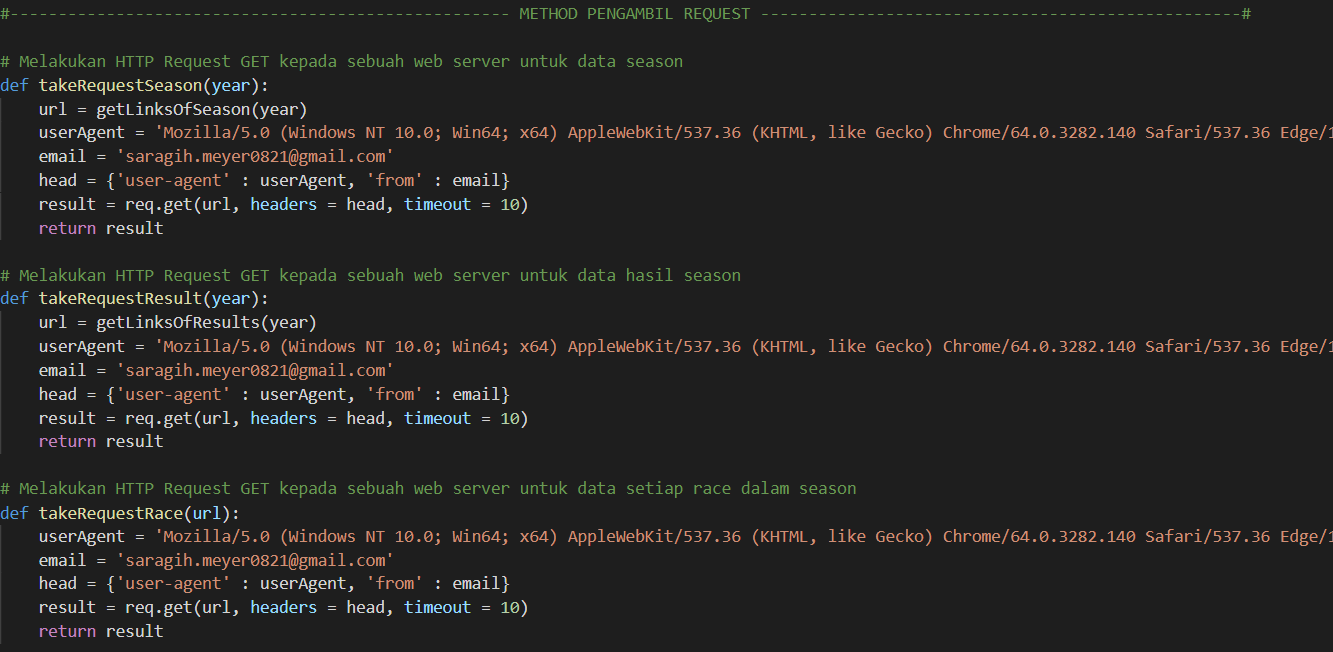 #---------------------------------------------------- METHOD PENGAMBIL REQUEST --------------------------------------------------#
# Melakukan HTTP Request GET kepada sebuah web server untuk data season
def takeRequestSeason(year):
    url = getLinksOfSeason(year)
    userAgent = 'Mozilla/5.0 (Windows NT 10.0; Win64; x64) AppleWebKit/537.36 (KHTML, like Gecko) Chrome/64.0.3282.140 Safari/537.36 Edge/1
    email = 'saragih.meyer0821@gmail.com'
    head = {'user-agent' : userAgent, 'from' : email}
    result = req.get(url, headers = head, timeout = 10)
    return result
# Melakukan HTTP Request GET kepada sebuah web server untuk data hasil season
def takeRequestResult(year):
    url = getLinksOfResults(year)
    userAgent = 'Mozilla/5.0 (Windows NT 10.0; Win64; x64) AppleWebKit/537.36 (KHTML, like Gecko) Chrome/64.0.3282.140 Safari/537.36 Edge/1
    email = 'saragih.meyer0821@gmail.com'
    head = {'user-agent' : userAgent, 'from' : email}
    result = req.get(url, headers = head, timeout = 10)
    return result
# Melakukan HTTP Request GET kepada sebuah web server untuk data setiap race dalam season
def takeRequestRace(url):
    userAgent = 'Mozilla/5.0 (Windows NT 10.0; Win64; x64) AppleWebKit/537.36 (KHTML, like Gecko) Chrome/64.0.3282.140 Safari/537.36 Edge/1
    email = 'saragih.meyer0821@gmail.com'
    head = {'user-agent' : userAgent, 'from' : email}
    result = req.get(url, headers = head, timeout = 10)
    return result